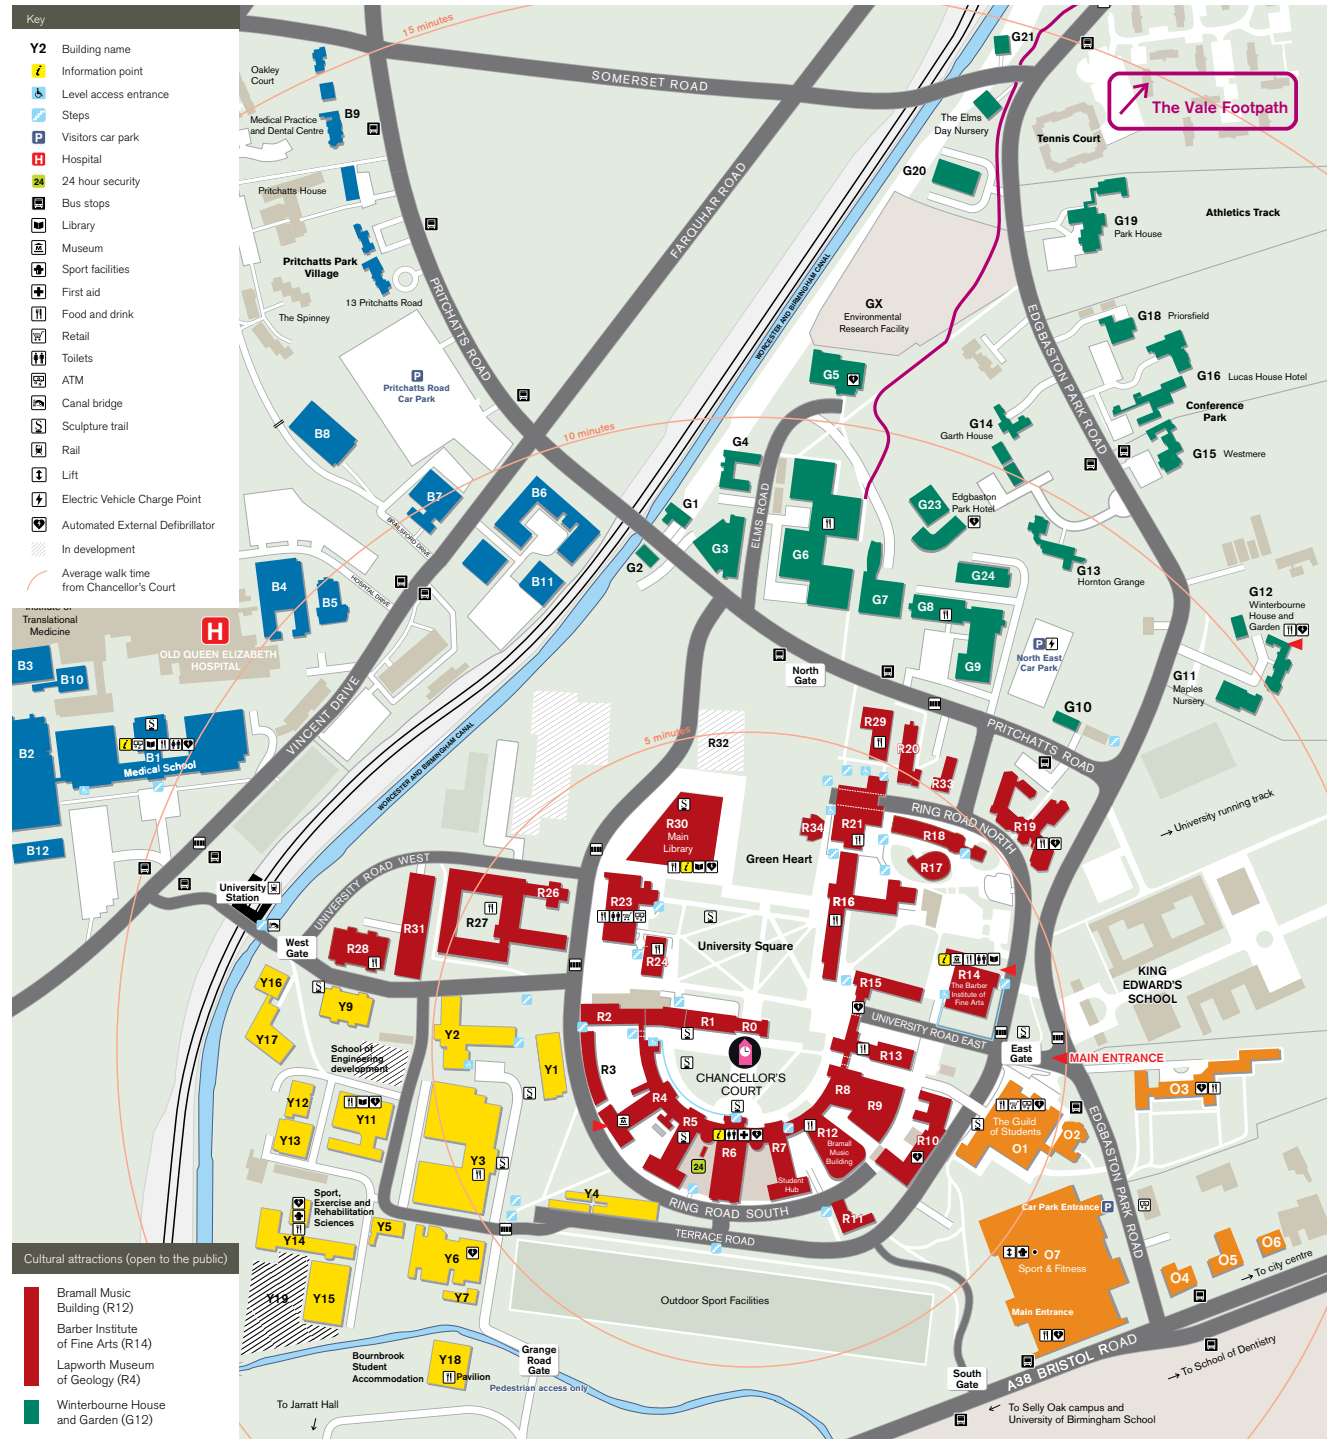 Key
Y2 Building name
Information point
Level access entrance
Steps
P Visitors car park
H Hospital
24 24 hour security
Bus stops
Library
Museum
Sport facilities
First aid
Food and drink
Retail
Toilets
ATM
Canal bridge
Sculpture trail
Rail
Lift
Electric Vehicle Charge Point
Automated External Defibrillator
In development
Average walk time
from Chancellor's Court
15 minutes
SOMERSET ROAD
G21
The Vale Footpath
Oakley
Court
Medical Practice
and Dental Centre
B9
The Elms
Day Nursery
Tennis Court
G20
Pritchatts House
FARQUHAR ROAD
G19
Park House
Athletics Track
Pritchatts Park
Village
13 Pritchatts Road
The Spinney
PRITCHATTS ROAD
WORCESTER AND BIRMINGHAM CANAL
GX
Environmental
Research Facility
EDGBASTON PARK ROAD
G18 Priorsfield
G16 Lucas House Hotel
Conference
Park
G15 Westmere
P
Pritchatts Road
Car Park
G5
G14
Garth House
10 minutes
B8
G4
B7
B6
G1
ELMS ROAD
G23
Edgbaston
Park Hotel
BRAILSFORD DRIVE
G3
G6
G2
G13
Hornton Grange
B4
B5
HOSPITAL DRIVE
B11
G7
G24
G8
G12
Winterbourne
House and
Garden
Institute of
Translational
Medicine
H
OLD QUEEN ELIZABETH
HOSPITAL
B3
B10
North
Gate
G9
P
North East
Car Park
G11
Maples
Nursery
G10
VINCENT DRIVE
PRITCHATTS ROAD
B2
B1
Medical School
B12
WORCESTER AND BIRMINGHAM CANAL
5 minutes
R32
R29
R20
R33
R30
Main
Library
R34
R21
RING ROAD NORTH
R18
R19
R17
University running track
Green Heart
University
Station
UNIVERSITY ROAD WEST
R26
R27
R31
R28
West
Gate
R23
R24
R16
University Square
R14
The Barber
Institute of
Fine Arts
R15
KING
EDWARD'S
SCHOOL
Y16
Y9
Y17
Y2
R2
R1
R0
UNIVERSITY ROAD EAST
East
Gate
MAIN ENTRANCE
School of
Engineering
development
Y1
R3
CHANCELLOR'S
COURT
R13
R8
R9
R4
O3
Y12
Y11
Y13
R5
R6
R7
R12
Bramall
Music
Building
R10
The Guild
of Students
O1
O2
Y3
24
Student
Hub
EDGBASTON PARK ROAD
Sport,
Exercise and
Rehabilitation
Sciences
Y4
RING ROAD SOUTH
R11
Car Park Entrance P
Y14
Y5
TERRACE ROAD
Y6
O7
Sport & Fitness
O6
O5
O4
To city centre
Cultural attractions (open to the public)
Bramall Music
Building (R12)
Barber Institute
of Fine Arts (R14)
Lapworth Museum
of Geology (R4)
Winterbourne House
and Garden (G12)
Y19
Y15
Y7
Outdoor Sport Facilities
Main Entrance
Bournbrook
Student
Accommodation
Y18
Pavilion
Grange
Road
Gate
Pedestrian access only
South
Gate
A38 BRISTOL ROAD
To School of Dentistry
To Jarratt Hall
To Selly Oak campus and
University of Birmingham School